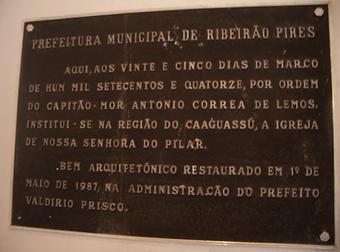 PREFEITURA MUNICIPAL DE RIBEIRÃO PIRES
AQUI, AOS VINTE E CINCO DIAS DE MARÇO
DE HUM MIL SETECENTOS E QUATORZE, POR ORDEM
DO CAPITÃO-MOR ANTÓNIO CORREA DE LEMOS,
INSTITUI-SE NA REGIÃO DO CAAGUASSÚ, A IGREJA
DE NOSSA SENHORA DO PILAR.
BEM ARQUITETÔNICO RESTAURADO EM 1º DE
MAIO DE 1987, NA ADMINISTRAÇÃO DO PREFEITO
VALDIRIO PRISCO.